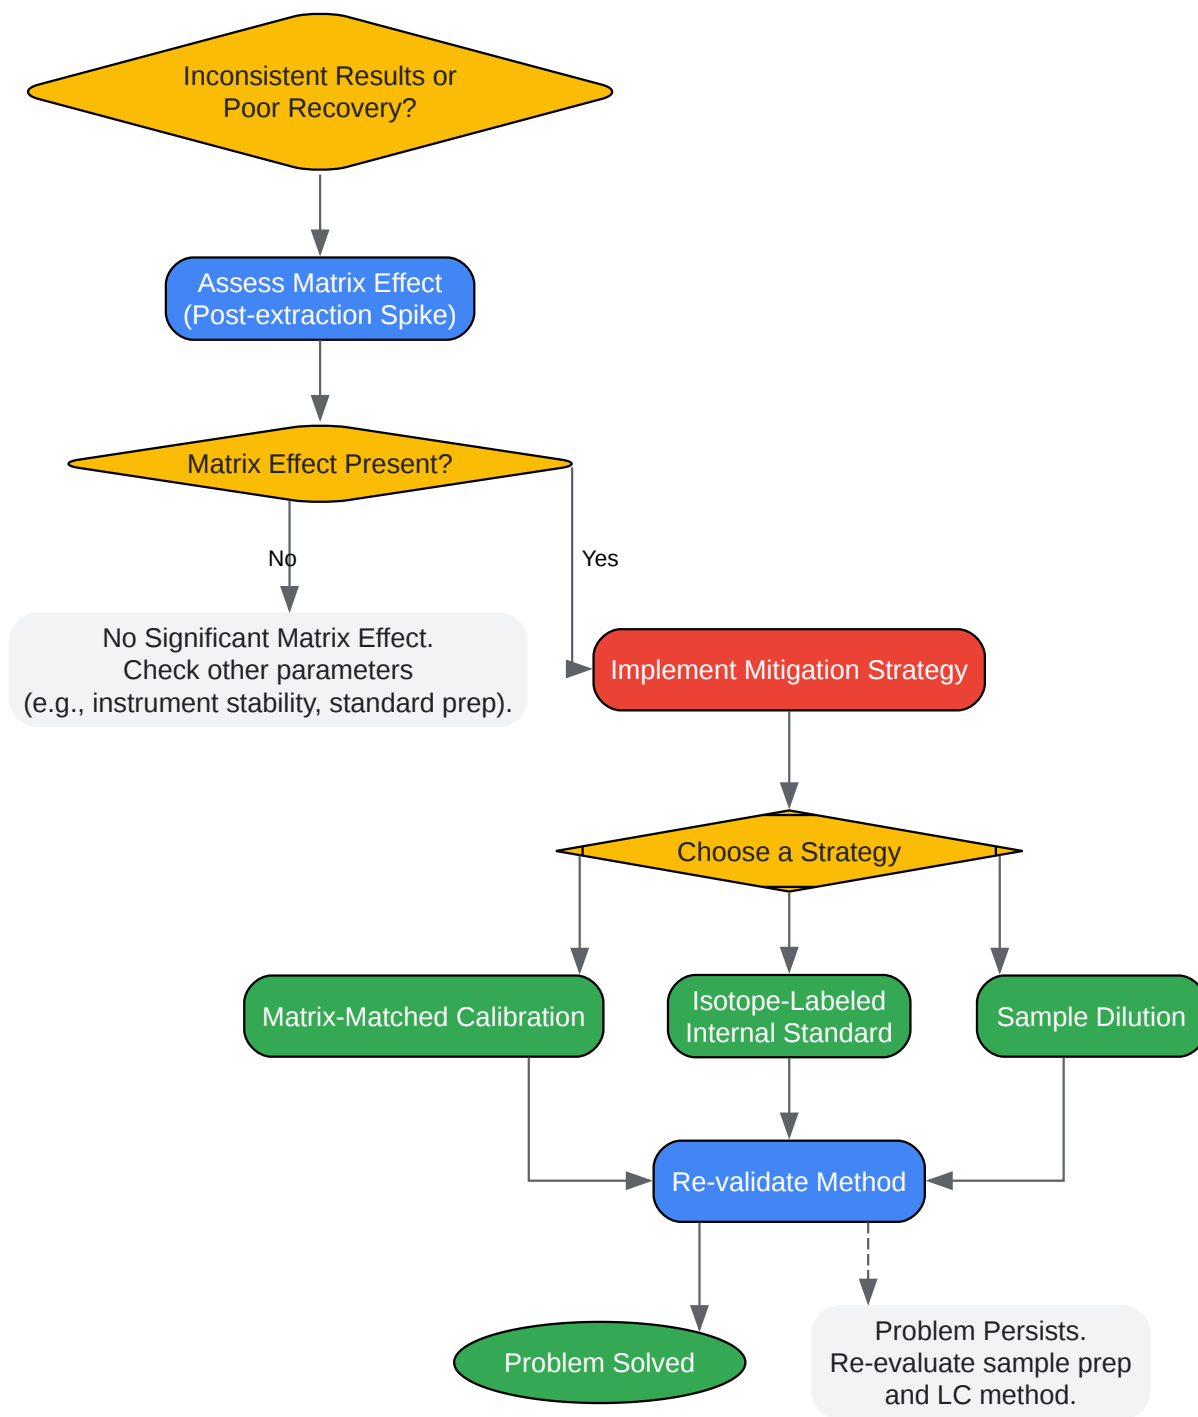 Inconsistent Results or
Poor Recovery?
Assess Matrix Effect
(Post-extraction Spike)
Matrix Effect Present?
No
Yes
No Significant Matrix Effect.
Check other parameters
(e.g., instrument stability, standard prep).
Implement Mitigation Strategy
Choose a Strategy
Matrix-Matched Calibration
Isotope-Labeled
Internal Standard
Sample Dilution
Re-validate Method
Problem Solved
Problem Persists.
Re-evaluate sample prep
and LC method.